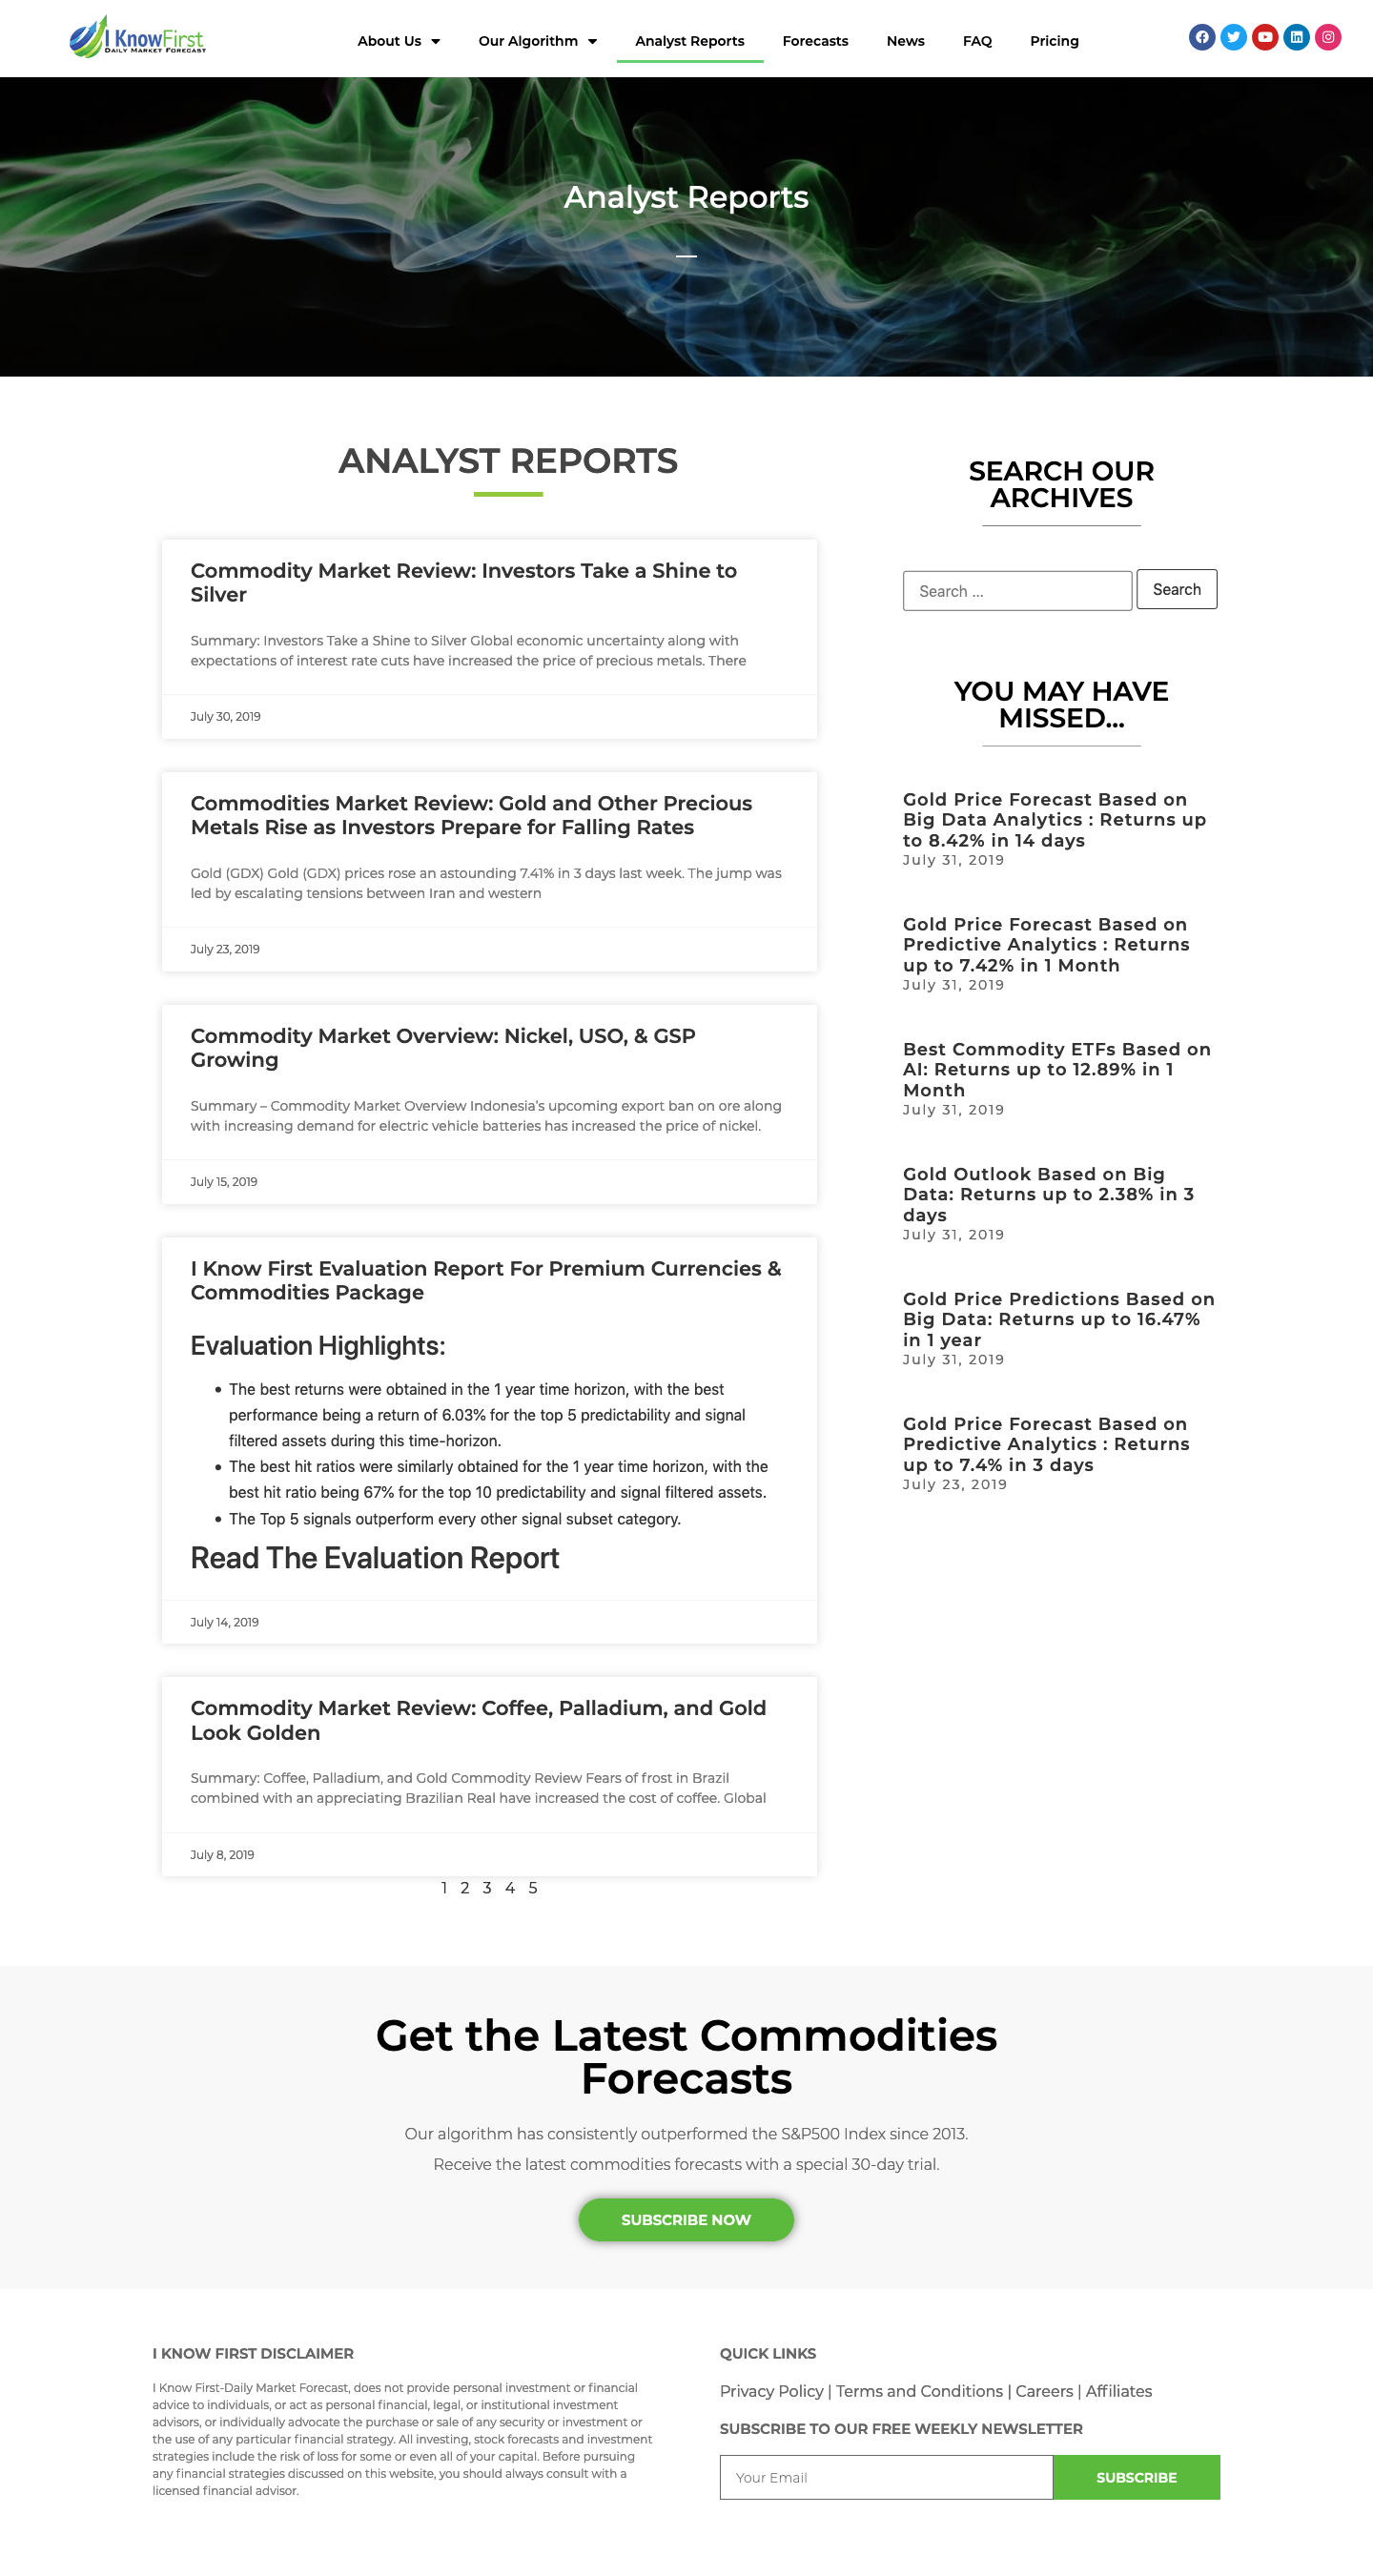 I KnowFirst
DAILY MARKET FORECAST
About Us
Our Algorithm
Analyst Reports
Forecasts
News
FAQ
Pricing
Analyst Reports
ANALYST REPORTS
Commodity Market Review: Investors Take a Shine to
Silver
Summary: Investors Take a Shine to Silver Global economic uncertainty along with
expectations of interest rate cuts have increased the price of precious metals. There
July 30, 2019
Commodities Market Review: Gold and Other Precious
Metals Rise as Investors Prepare for Falling Rates
Gold (GDX) Gold (GDX) prices rose an astounding 7.41% in 3 days last week. The jump was
led by escalating tensions between Iran and western
July 23, 2019
Commodity Market Overview: Nickel, USO, & GSP
Growing
Summary – Commodity Market Overview Indonesia's upcoming export ban on ore along
with increasing demand for electric vehicle batteries has increased the price of nickel.
July 15, 2019
I Know First Evaluation Report For Premium Currencies &
Commodities Package
Evaluation Highlights:
• The best returns were obtained in the 1 year time horizon, with the best
performance being a return of 6.03% for the top 5 predictability and signal
filtered assets during this time-horizon.
• The best hit ratios were similarly obtained for the 1 year time horizon, with the
best hit ratio being 67% for the top 10 predictability and signal filtered assets.
• The Top 5 signals outperform every other signal subset category.
Read The Evaluation Report
July 14, 2019
Commodity Market Review: Coffee, Palladium, and Gold
Look Golden
Summary: Coffee, Palladium, and Gold Commodity Review Fears of frost in Brazil
combined with an appreciating Brazilian Real have increased the cost of coffee. Global
July 8, 2019
1 2 3 4 5
SEARCH OUR
ARCHIVES
Search ...
Search
YOU MAY HAVE
MISSED...
Gold Price Forecast Based on
Big Data Analytics : Returns up
to 8.42% in 14 days
July 31, 2019
Gold Price Forecast Based on
Predictive Analytics : Returns
up to 7.42% in 1 Month
July 31, 2019
Best Commodity ETFs Based on
AI: Returns up to 12.89% in 1
Month
July 31, 2019
Gold Outlook Based on Big
Data: Returns up to 2.38% in 3
days
July 31, 2019
Gold Price Predictions Based on
Big Data: Returns up to 16.47%
in 1 year
July 31, 2019
Gold Price Forecast Based on
Predictive Analytics : Returns
up to 7.4% in 3 days
July 23, 2019
Get the Latest Commodities
Forecasts
Our algorithm has consistently outperformed the S&P500 Index since 2013.
Receive the latest commodities forecasts with a special 30-day trial.
SUBSCRIBE NOW
I KNOW FIRST DISCLAIMER
I Know First-Daily Market Forecast, does not provide personal investment or financial
advice to individuals, or act as personal financial, legal, or institutional investment
advisors, or individually advocate the purchase or sale of any security or investment or
the use of any particular financial strategy. All investing, stock forecasts and investment
strategies include the risk of loss for some or even all of your capital. Before pursuing
any financial strategies discussed on this website, you should always consult with a
licensed financial advisor.
QUICK LINKS
Privacy Policy | Terms and Conditions | Careers | Affiliates
SUBSCRIBE TO OUR FREE WEEKLY NEWSLETTER
Your Email
SUBSCRIBE